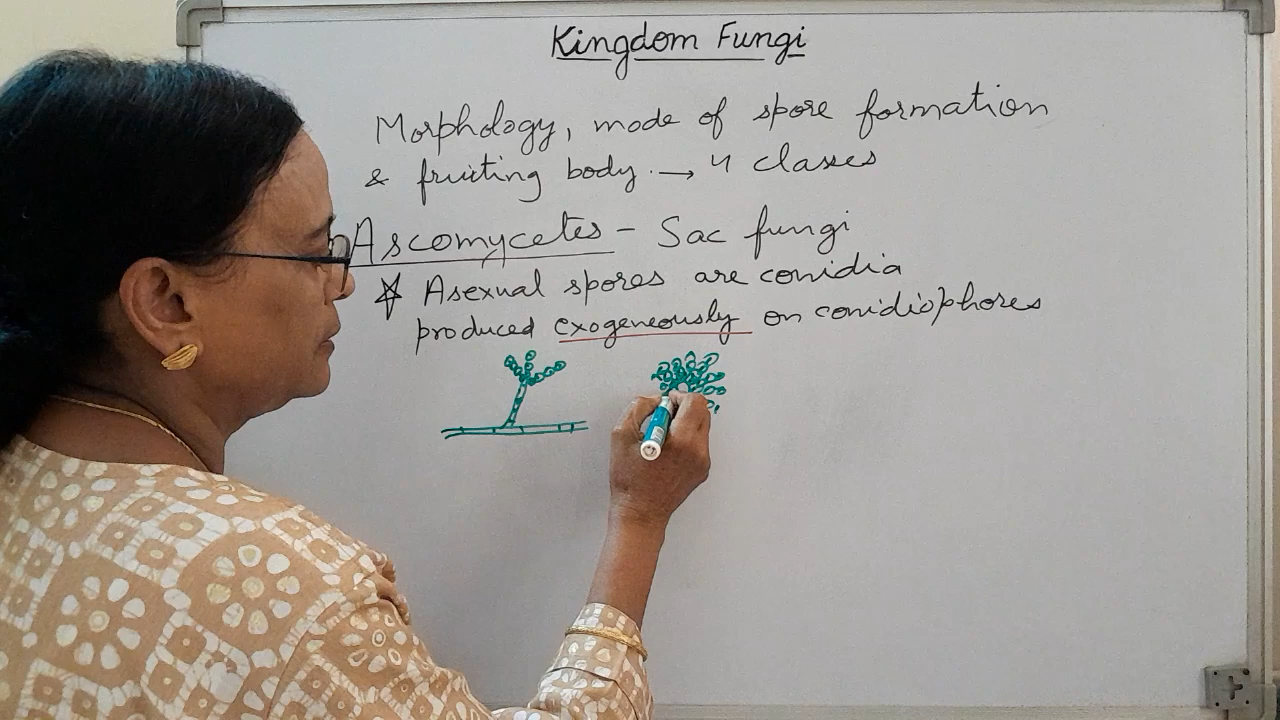 Kingdom Fungi
Morphology, mode of spore formation
& fruiting body. → 4 classes
Ascomycetes - Sac fungi
☆ Asexual spores are conidia
produced exogeneously on conidiophores